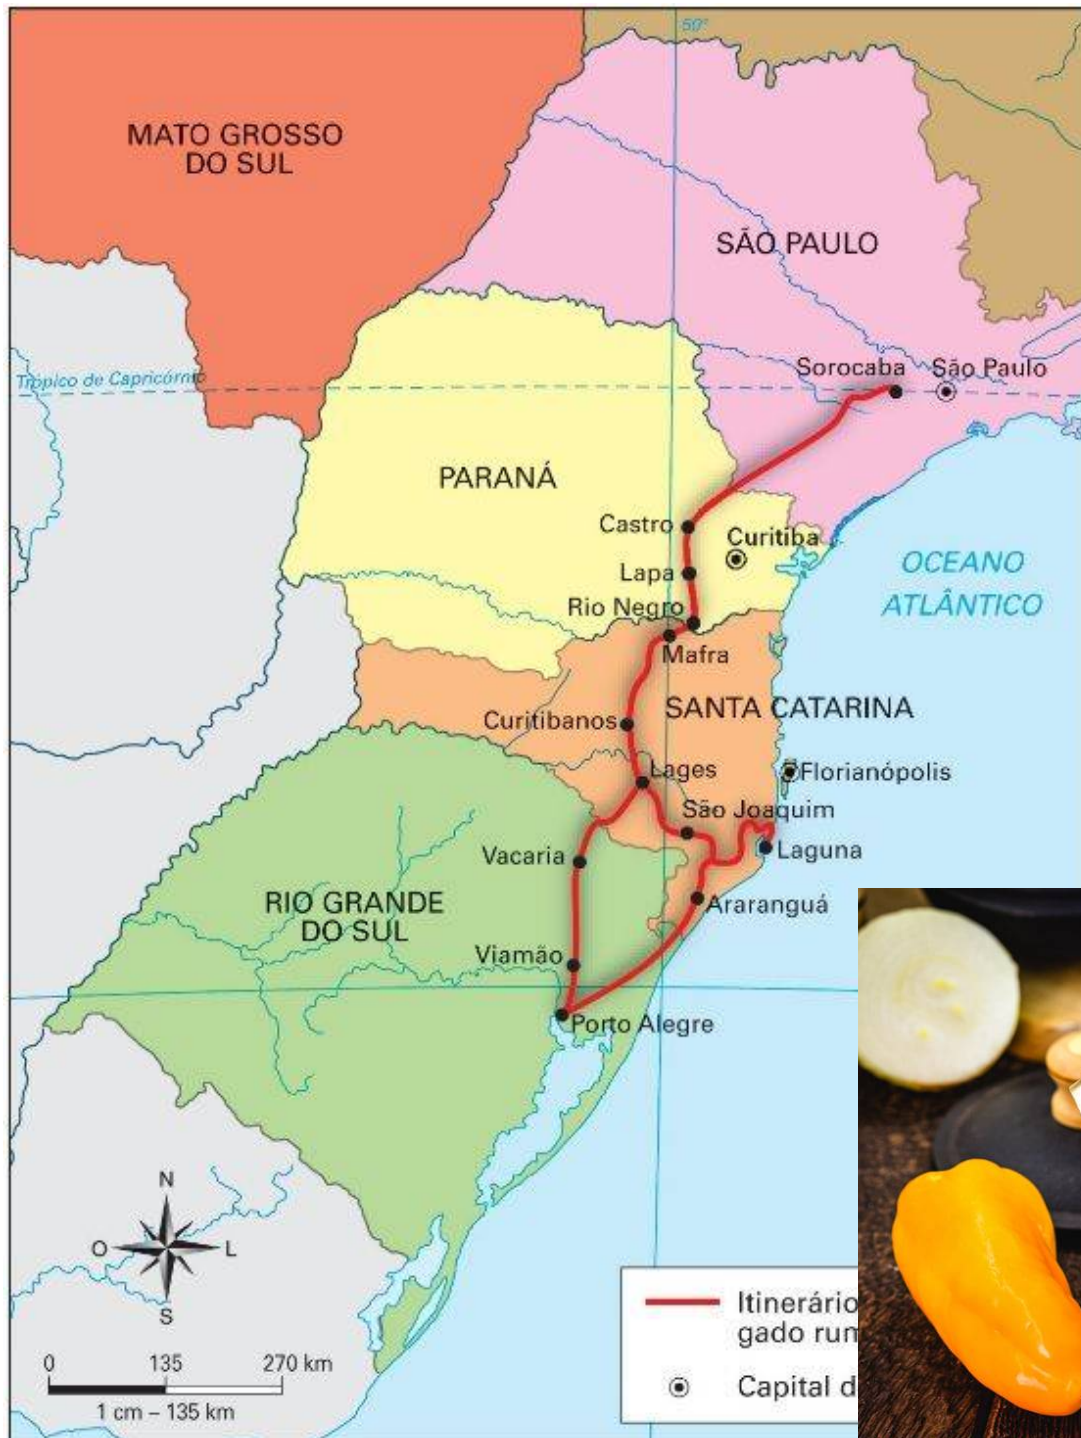 50°
MATO GROSSO
DO SUL
SÃO PAULO
Sorocaba
São Paulo
Trópico de Capricórnio
PARANÁ
Castro
Curitiba
Lapa
OCEANO
ATLÂNTICO
Rio Negro
Mafra
Curitibanos
SANTA CATARINA
Lages
Florianópolis
São Joaquim
Vacaria
Laguna
RIO GRANDE
DO SUL
Araranguá
Viamão
Porto Alegre
N
O
L
S
0 135 270 km
1 cm – 135 km
Itinerário
gado
Capital